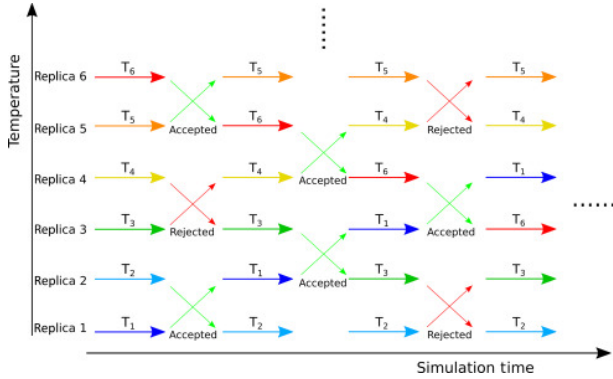 Temperature
Replica 6 T6 T5 T5 T5
Accepted Rejected
Replica 5 T5 T6 T4 T4
Accepted
Replica 4 T4 T4 T6 T1
Rejected Accepted
Replica 3 T3 T3 T1 T6
Accepted
Replica 2 T2 T1 T3 T3
Accepted Rejected
Replica 1 T1 T2 T2 T2
Simulation time